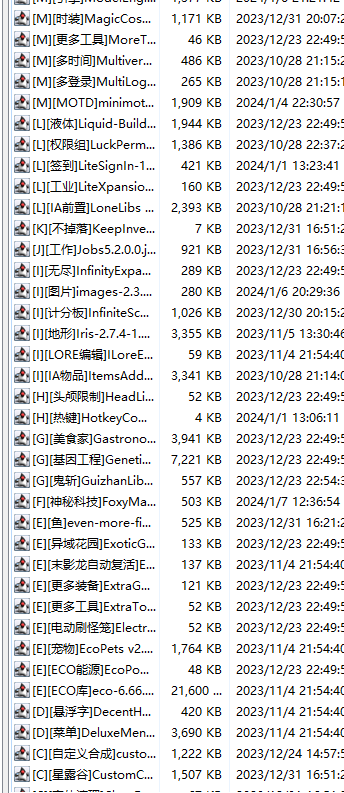 [M][时装]MagicCos... 1,171 KB 2023/12/31 20:07:2
[M][更多工具]MoreT... 46 KB 2023/12/23 22:49:5
[M][多时间]Multiver... 486 KB 2023/10/28 21:15:2
[M][多登录]MultiLog... 265 KB 2023/10/28 21:15:1
[M][MOTD]minimot... 1,909 KB 2024/1/4 22:30:57
[L][液体]Liquid-Build... 1,944 KB 2023/12/23 22:49:5
[L][权限组]LuckPerm... 1,386 KB 2023/10/28 22:37:2
[L][签到]LiteSignIn-1... 421 KB 2024/1/1 13:23:41
[L][工业]LiteXpansio... 160 KB 2023/12/23 22:49:5
[L][IA前置]LoneLibs ... 2,393 KB 2023/10/28 21:21:1
[K][不掉落]KeepInve... 7 KB 2023/12/31 16:51:2
[J][工作]Jobs5.2.0.0.j... 921 KB 2023/12/31 16:56:3
[I][无尽]InfinityExpa... 289 KB 2023/12/23 22:49:5
[I][图片]images-2.3.... 280 KB 2024/1/6 20:29:36
[I][计分板]InfiniteSc... 1,026 KB 2023/12/30 20:15:2
[I][地形]Iris-2.7.4-1.... 3,355 KB 2023/11/5 13:30:46
[I][LORE编辑]ILoreE... 59 KB 2023/11/4 21:54:40
[I][IA物品]ItemsAdd... 3,341 KB 2023/10/28 21:14:0
[H][头颅限制]HeadLi... 52 KB 2023/12/23 22:49:5
[H][热键]HotkeyCo... 4 KB 2024/1/1 13:06:11
[G][美食家]Gastrono... 3,941 KB 2023/12/23 22:49:5
[G][基因工程]Geneti... 7,221 KB 2023/12/23 22:49:5
[G][鬼斩]GuizhanLib... 557 KB 2023/12/23 22:54:3
[F][神秘科技]FoxyMa... 503 KB 2024/1/7 12:36:54
[E][鱼]even-more-fi... 525 KB 2023/12/31 16:21:2
[E][异域花园]ExoticG... 133 KB 2023/12/23 22:49:5
[E][末影龙自动复活]E... 137 KB 2023/11/4 21:54:40
[E][更多装备]ExtraG... 121 KB 2023/12/23 22:49:5
[E][更多工具]ExtraTo... 52 KB 2023/12/23 22:49:5
[E][电动刷怪笼]Electr... 52 KB 2023/12/23 22:49:5
[E][宠物]EcoPets v2.... 1,764 KB 2023/11/4 21:54:40
[E][ECO能源]EcoPo... 48 KB 2023/12/23 22:49:5
[E][ECO库]eco-6.66.... 21,600 ... 2023/11/4 21:54:40
[D][悬浮字]DecentH... 420 KB 2023/11/4 21:54:40
[D][菜单]DeluxeMen... 3,690 KB 2023/11/4 21:54:40
[C][自定义合成]custo... 1,222 KB 2023/12/24 14:57:5
[C][星露谷]CustomC... 1,507 KB 2023/12/31 16:51:2